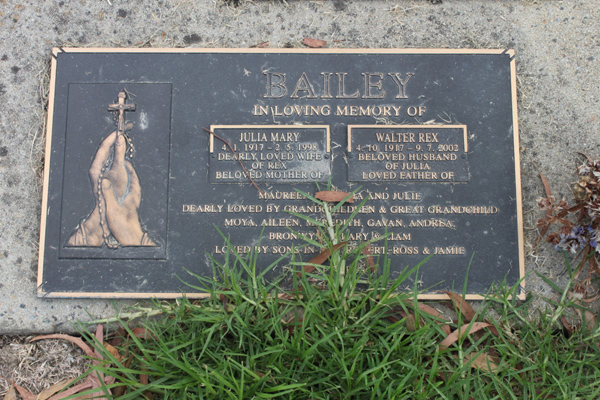 BAILEY
IN LOVING MEMORY OF
JULIA MARY
4. 1. 1917 - 2. 5. 1998
DEARLY LOVED WIFE
OF REX
BELOVED MOTHER OF
WALTER REX
4. 10. 1917 - 9. 7. 2002
BELOVED HUSBAND
OF JULIA
LOVED FATHER OF
AND JULIE
DEARLY LOVED BY GRANDCHILDREN & GREAT GRANDCHILD
MOYA, AILEEN, MEREDITH, GAVAN, ANDREA,
LOVED BY SONS-IN ROSS & JAMIE